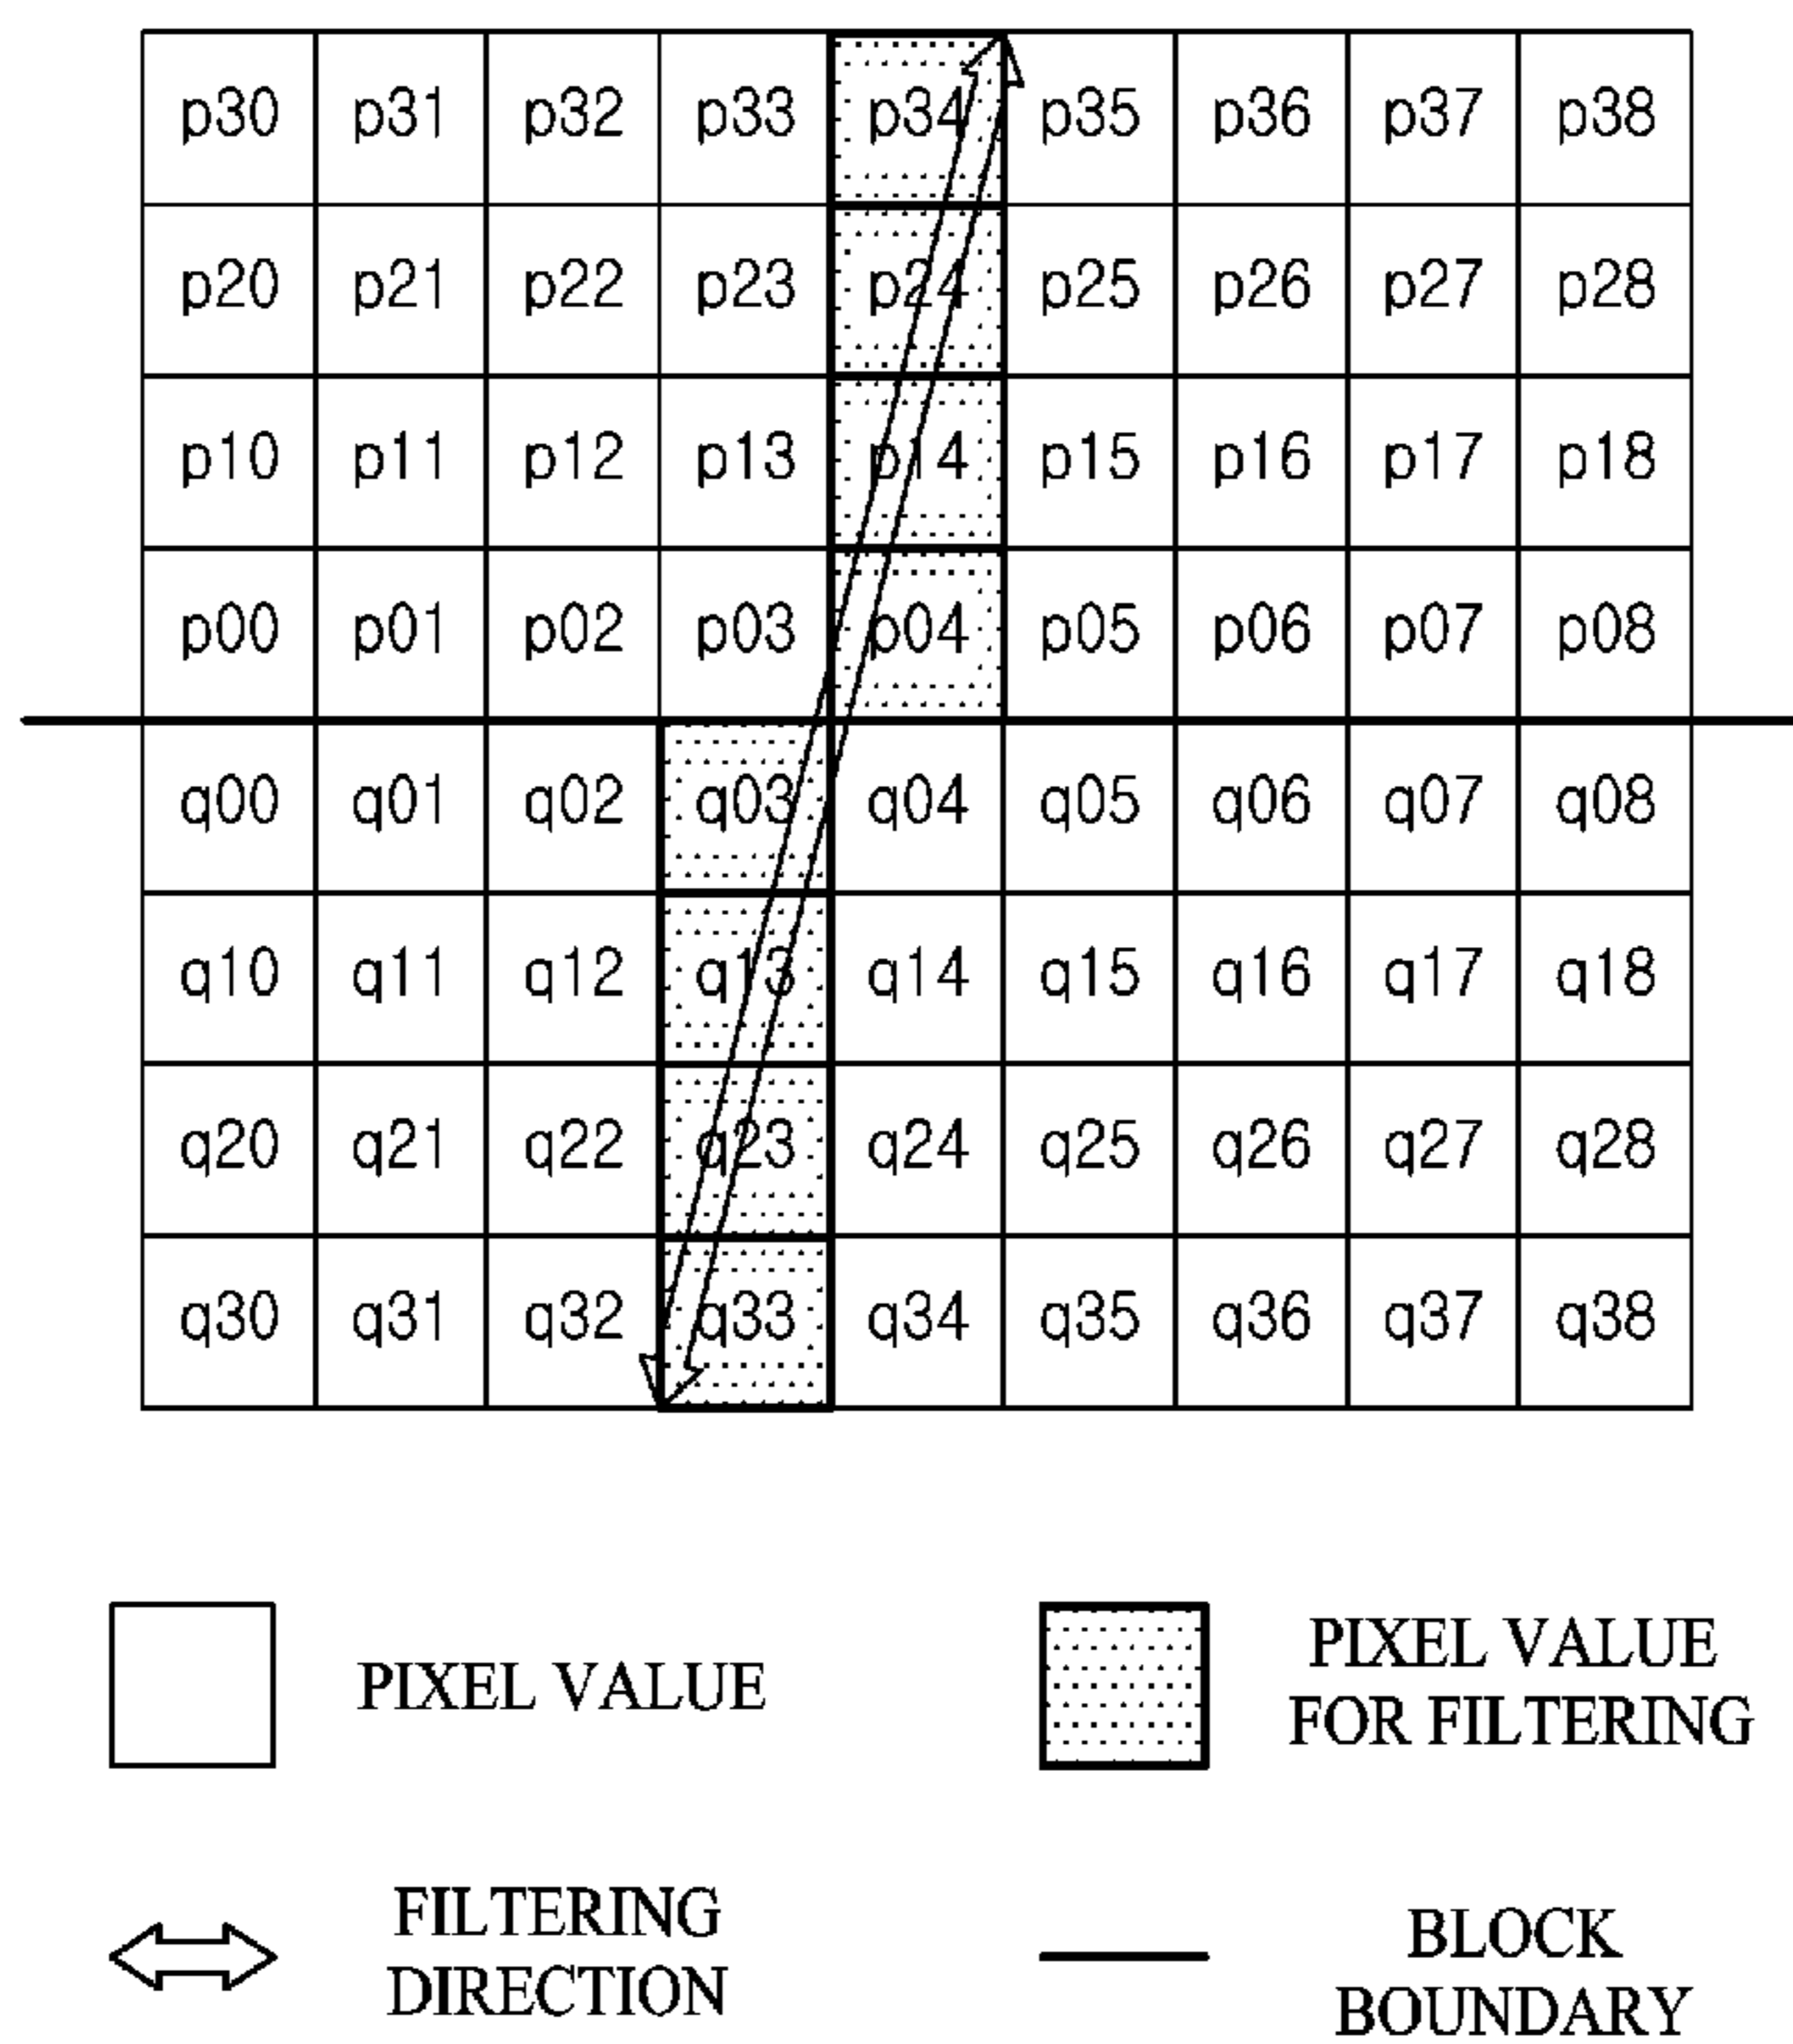 p30 p31 p32 p33 p34 p35 p36 p37 p38
p20 p21 p22 p23 p24 p25 p26 p27 p28
p10 p11 p12 p13 p14 p15 p16 p17 p18
p00 p01 p02 p03 p04 p05 p06 p07 p08
q00 q01 q02 q03 q04 q05 q06 q07 q08
q10 q11 q12 q13 q14 q15 q16 q17 q18
q20 q21 q22 q23 q24 q25 q26 q27 q28
q30 q31 q32 q33 q34 q35 q36 q37 q38
PIXEL VALUE
PIXEL VALUE
FOR FILTERING
FILTERING
DIRECTION
BLOCK
BOUNDARY